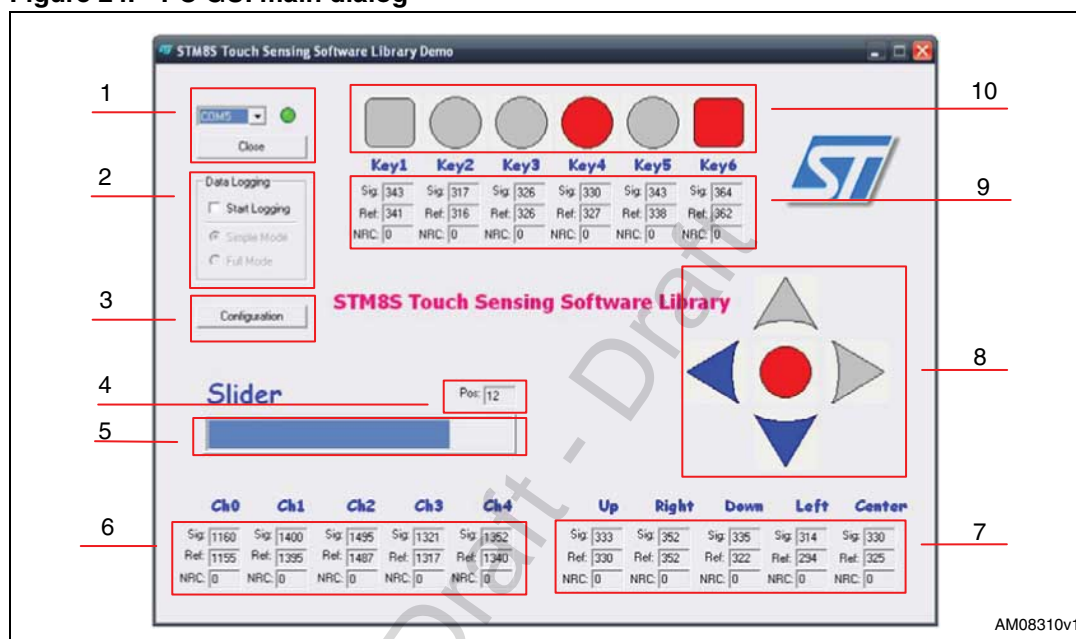 STM8S Touch Sensing Software Library Demo
1
COM5
Close
10
Key1 Key2 Key3 Key4 Key5 Key6
2
Data Logging
Start Logging
Simple Mode
Full Mode
Sig: 343 Sig: 317 Sig: 326 Sig: 330 Sig: 343 Sig: 364
Ref: 341 Ref: 316 Ref: 326 Ref: 327 Ref: 338 Ref: 362
NRC: 0 NRC: 0 NRC: 0 NRC: 0 NRC: 0 NRC: 0
9
ST
3
Configuration
STM8S Touch Sensing Software Library
8
4
Slider
Pos: 12
5
Ch0 Ch1 Ch2 Ch3 Ch4
6
Sig: 1160 Sig: 1400 Sig: 1495 Sig: 1321 Sig: 1352
Ref: 1155 Ref: 1395 Ref: 1487 Ref: 1317 Ref: 1340
NRC: 0 NRC: 0 NRC: 0 NRC: 0 NRC: 0
Up Right Down Left Center
Sig: 333 Sig: 352 Sig: 335 Sig: 314 Sig: 330
Ref: 330 Ref: 352 Ref: 322 Ref: 294 Ref: 325
NRC: 0 NRC: 0 NRC: 0 NRC: 0 NRC: 0
7
Draft - Draft
AM08310v1